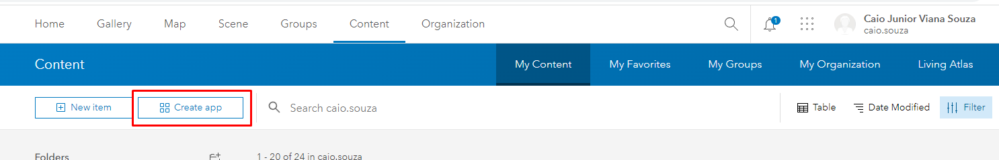 Home Gallery Map Scene Groups Content Organization 1 Caio Junior Viana Souza
caio.souza
Content My Content My Favorites My Groups My Organization Living Atlas
New item Create app Search caio.souza Table Date Modified Filter
Folders 1 - 20 of 24 in caio.souza